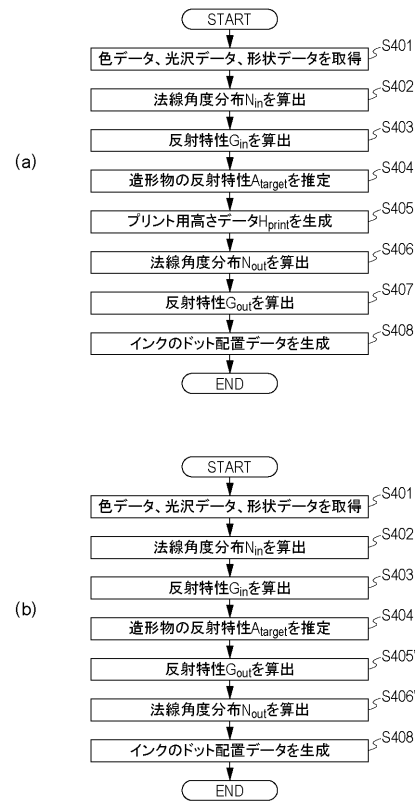 (a)
START
色データ、光沢データ、形状データを取得 S401
法線角度分布Ninを算出 S402
反射特性Ginを算出 S403
造形物の反射特性Atargetを推定 S404
プリント用高さデータHprintを生成 S405
法線角度分布Noutを算出 S406
反射特性Goutを算出 S407
インクのドット配置データを生成 S408
END
(b)
START
色データ、光沢データ、形状データを取得 S401
法線角度分布Ninを算出 S402
反射特性Ginを算出 S403
造形物の反射特性Atargetを推定 S404
反射特性Goutを算出 S405'
法線角度分布Noutを算出 S406'
インクのドット配置データを生成 S408
END